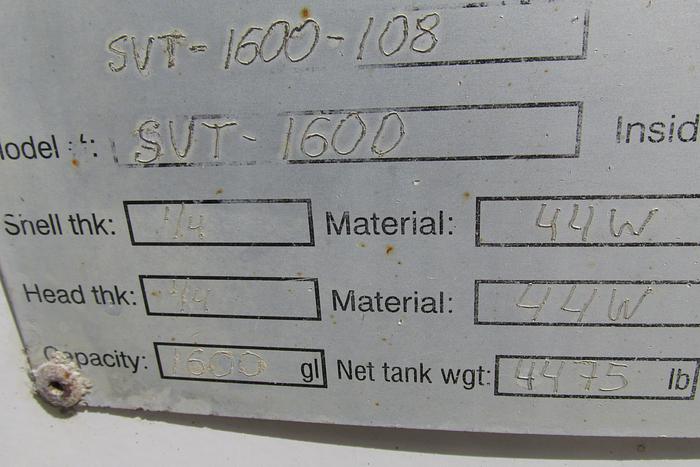 SVT-1600-108
Model #: SVT-1600 Insid
Shell thk: 1/4 Material: 44W
Head thk: 1/4 Material: 44W
Capacity: 1600 gl Net tank wgt: 4475 lb